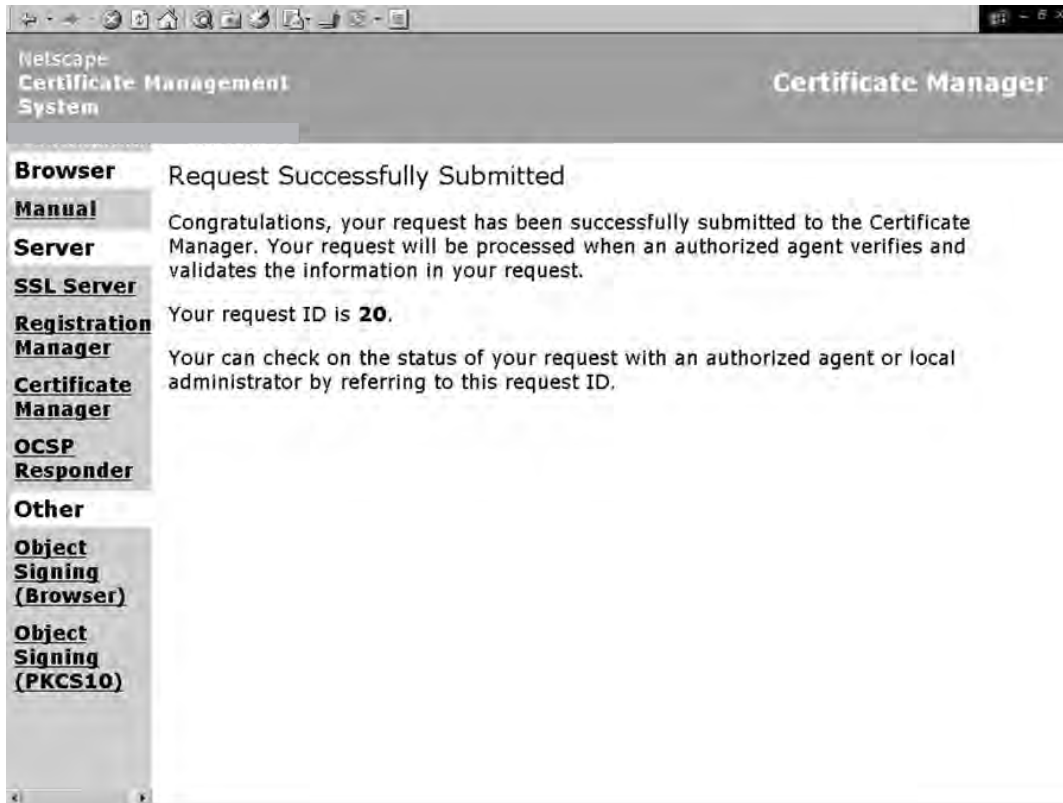 Netscape
Certificate Management
System
Certificate Manager
Browser
Manual
Server
SSL Server
Registration
Manager
Certificate
Manager
OCSP
Responder
Other
Object
Signing
(Browser)
Object
Signing
(PKCS10)
Request Successfully Submitted
Congratulations, your request has been successfully submitted to the Certificate
Manager. Your request will be processed when an authorized agent verifies and
validates the information in your request.
Your request ID is 20.
Your can check on the status of your request with an authorized agent or local
administrator by referring to this request ID.